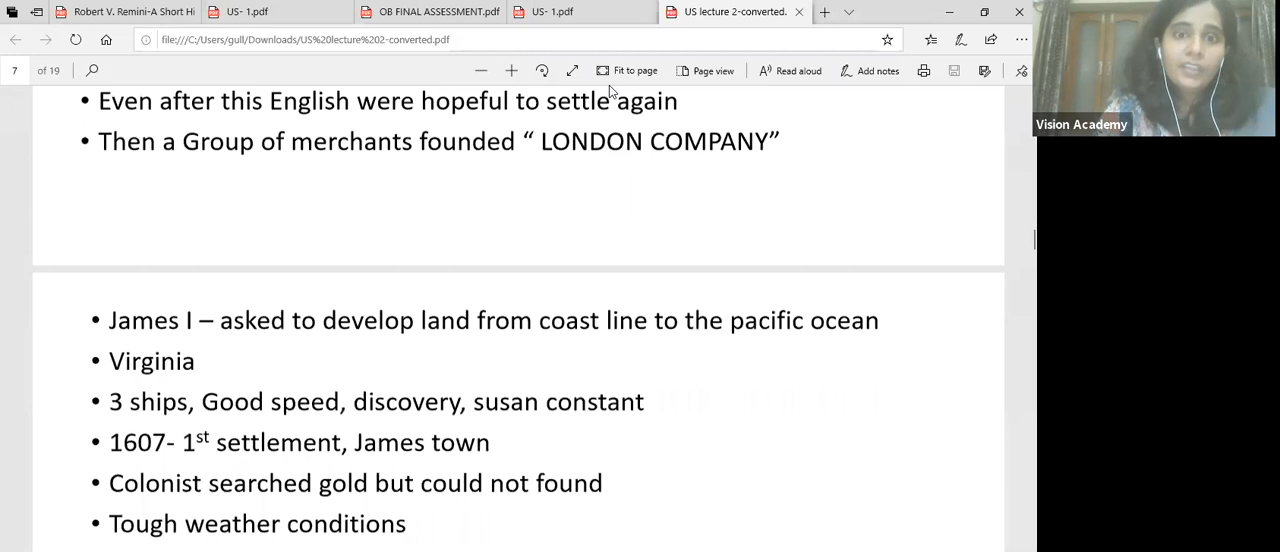 Robert V. Remini-A Short Hi
US- 1.pdf
OB FINAL ASSESSMENT.pdf
US- 1.pdf
US lecture 2-converted.
file:///C:/Users/gull/Downloads/US%20lecture%202-converted.pdf
7 of 19
Fit to page
Page view
Read aloud
Add notes
Vision Academy
• Even after this English were hopeful to settle again
• Then a Group of merchants founded “ LONDON COMPANY”
• James I – asked to develop land from coast line to the pacific ocean
• Virginia
• 3 ships, Good speed, discovery, susan constant
• 1607- 1st settlement, James town
• Colonist searched gold but could not found
• Tough weather conditions